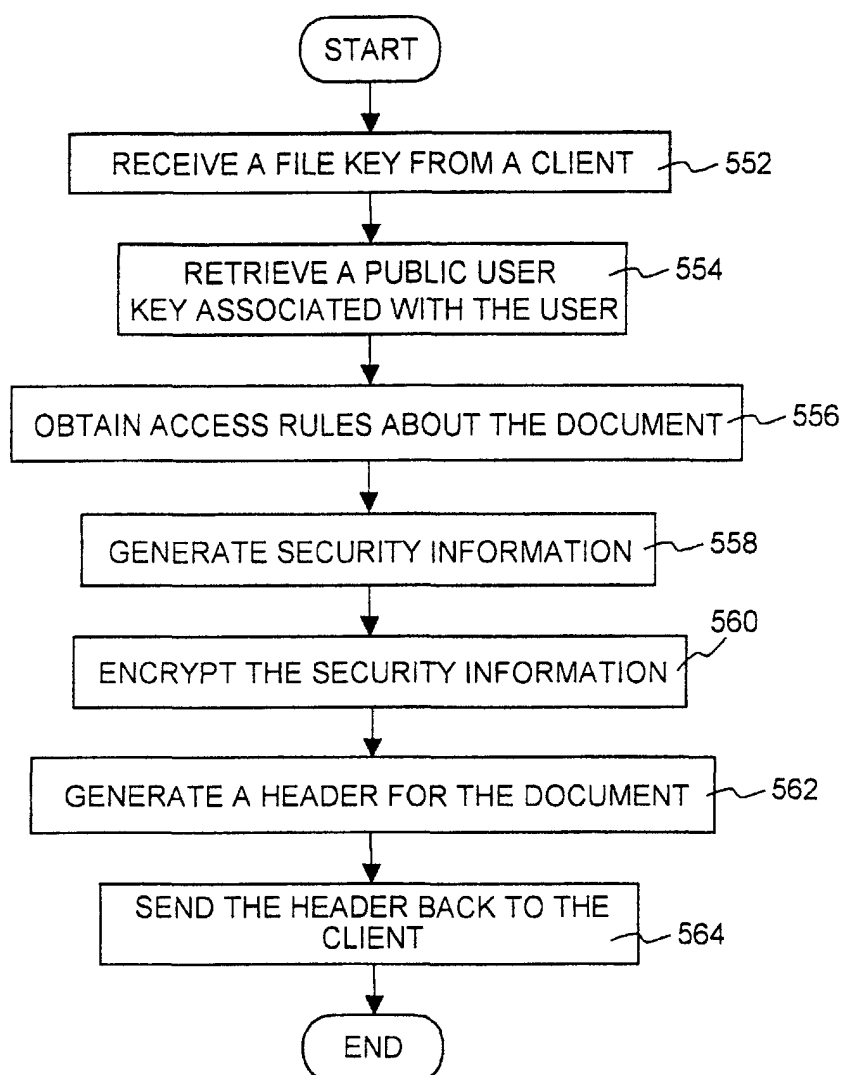 START
RECEIVE A FILE KEY FROM A CLIENT
552
RETRIEVE A PUBLIC USER
KEY ASSOCIATED WITH THE USER
554
OBTAIN ACCESS RULES ABOUT THE DOCUMENT
556
GENERATE SECURITY INFORMATION
558
ENCRYPT THE SECURITY INFORMATION
560
GENERATE A HEADER FOR THE DOCUMENT
562
SEND THE HEADER BACK TO THE
CLIENT
564
END